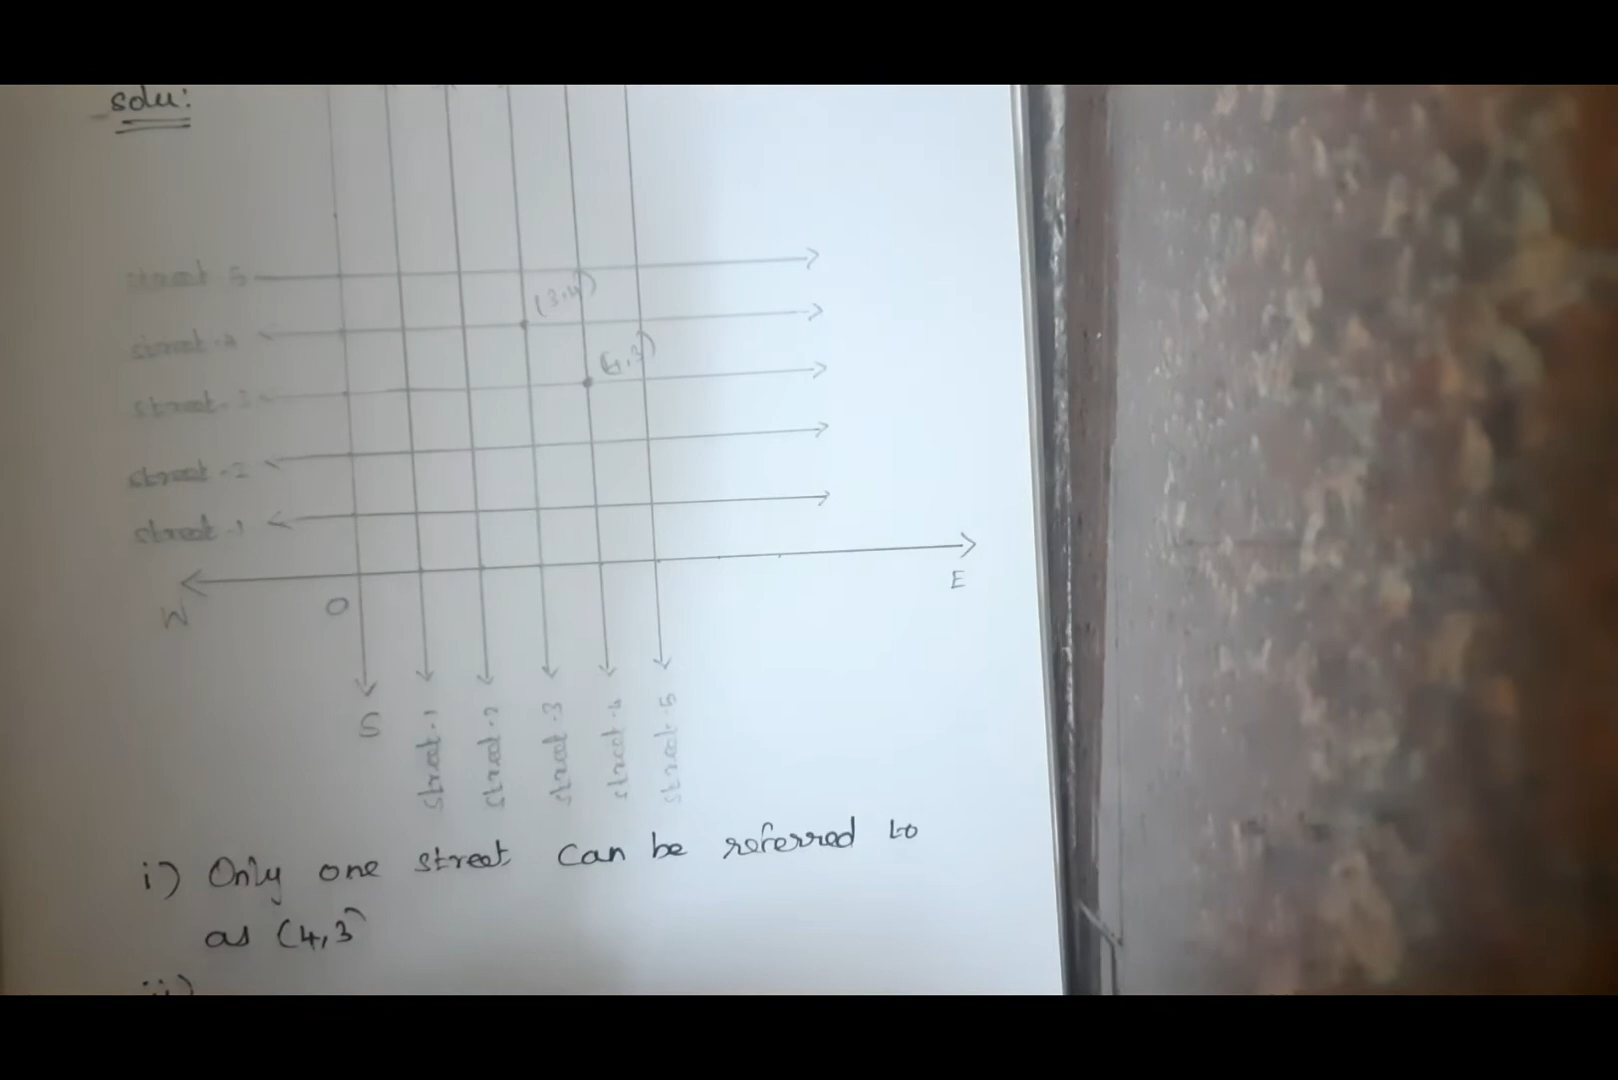 solu:
street-5
(3,4)
street-4
(4,3)
street-3
street-2
street-1
E
W
O
S
street-1
street-2
street-3
street-4
street-5
i) Only one street can be referred to
as (4,3)
ii)